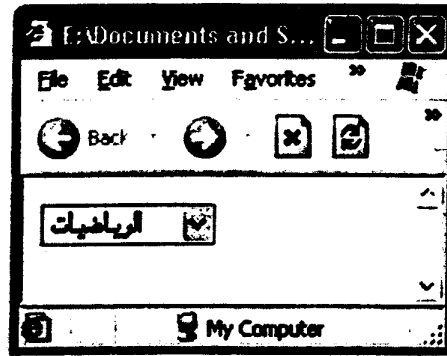 E:\Documents and S...
File Edit View Favorites »
Back »
الرياضيات
My Computer